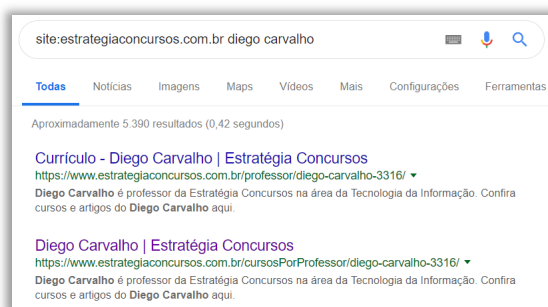 site:estrategiaconcursos.com.br diego carvalho
Todas Notícias Imagens Maps Vídeos Mais Configurações Ferramentas
Aproximadamente 5.390 resultados (0,42 segundos)
Currículo - Diego Carvalho | Estratégia Concursos
https://www.estrategiaconcursos.com.br/professor/diego-carvalho-3316/
Diego Carvalho é professor da Estratégia Concursos na área da Tecnologia da Informação. Confira
cursos e artigos do Diego Carvalho aqui.
Diego Carvalho | Estratégia Concursos
https://www.estrategiaconcursos.com.br/cursosPorProfessor/diego-carvalho-3316/
Diego Carvalho é professor da Estratégia Concursos na área da Tecnologia da Informação. Confira
cursos e artigos do Diego Carvalho aqui.